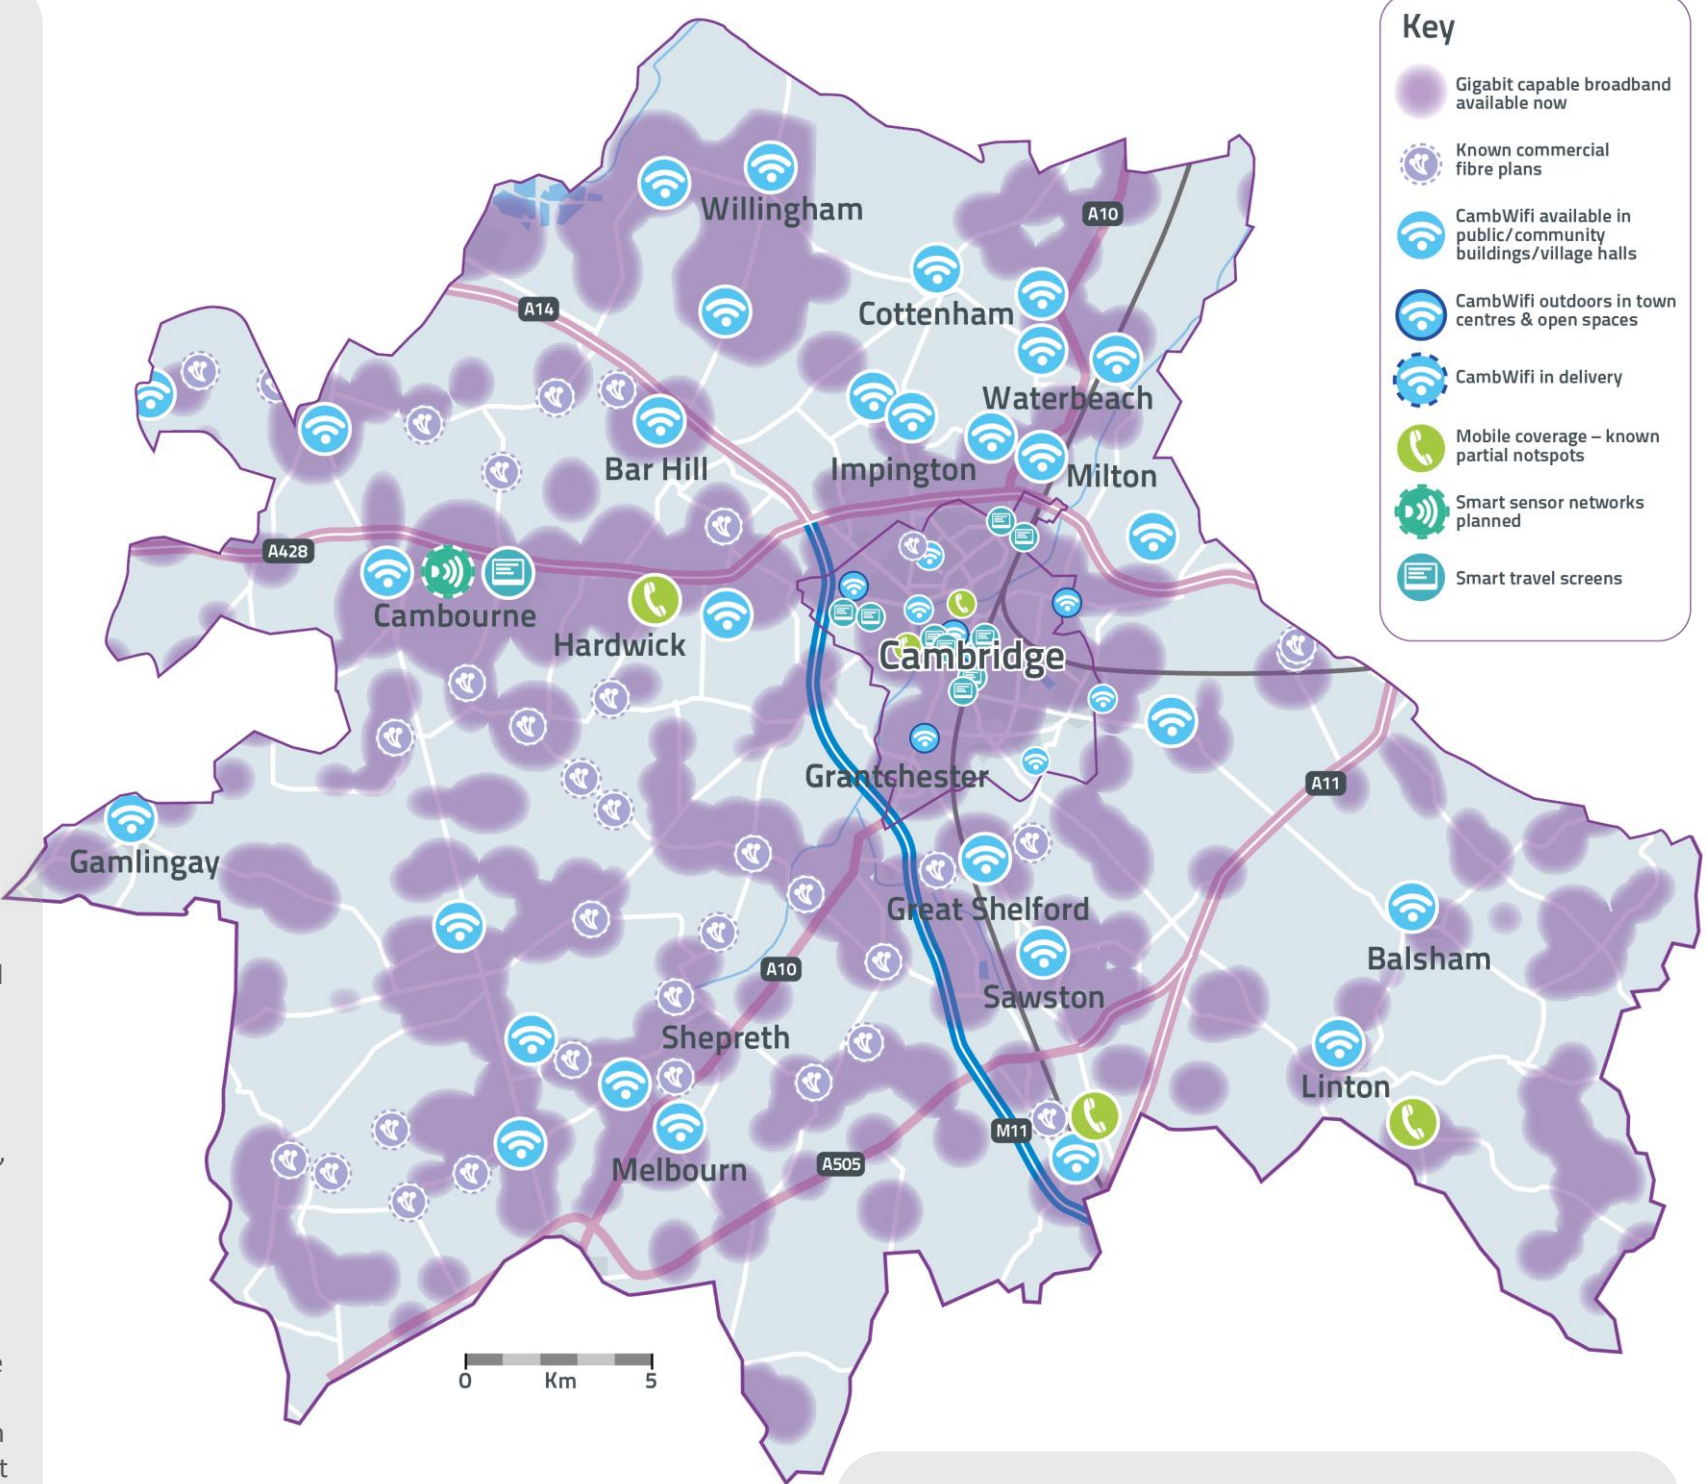 Key
Gigabit capable broadband
available now
Known commercial
fibre plans
CambWifi available in
public/community
buildings/village halls
CambWifi outdoors in town
centres & open spaces
CambWifi in delivery
Mobile coverage – known
partial notspots
Smart sensor networks
planned
Smart travel screens
Willingham
A10
A14
Cottenham
Waterbeach
Bar Hill
Impington
Milton
A428
Cambourne
Hardwick
Cambridge
Grantchester
A11
Gamlingay
Great Shelford
Balsham
A10
Sawston
Shepreth
Linton
M11
Melbourn
A505
0 Km 5